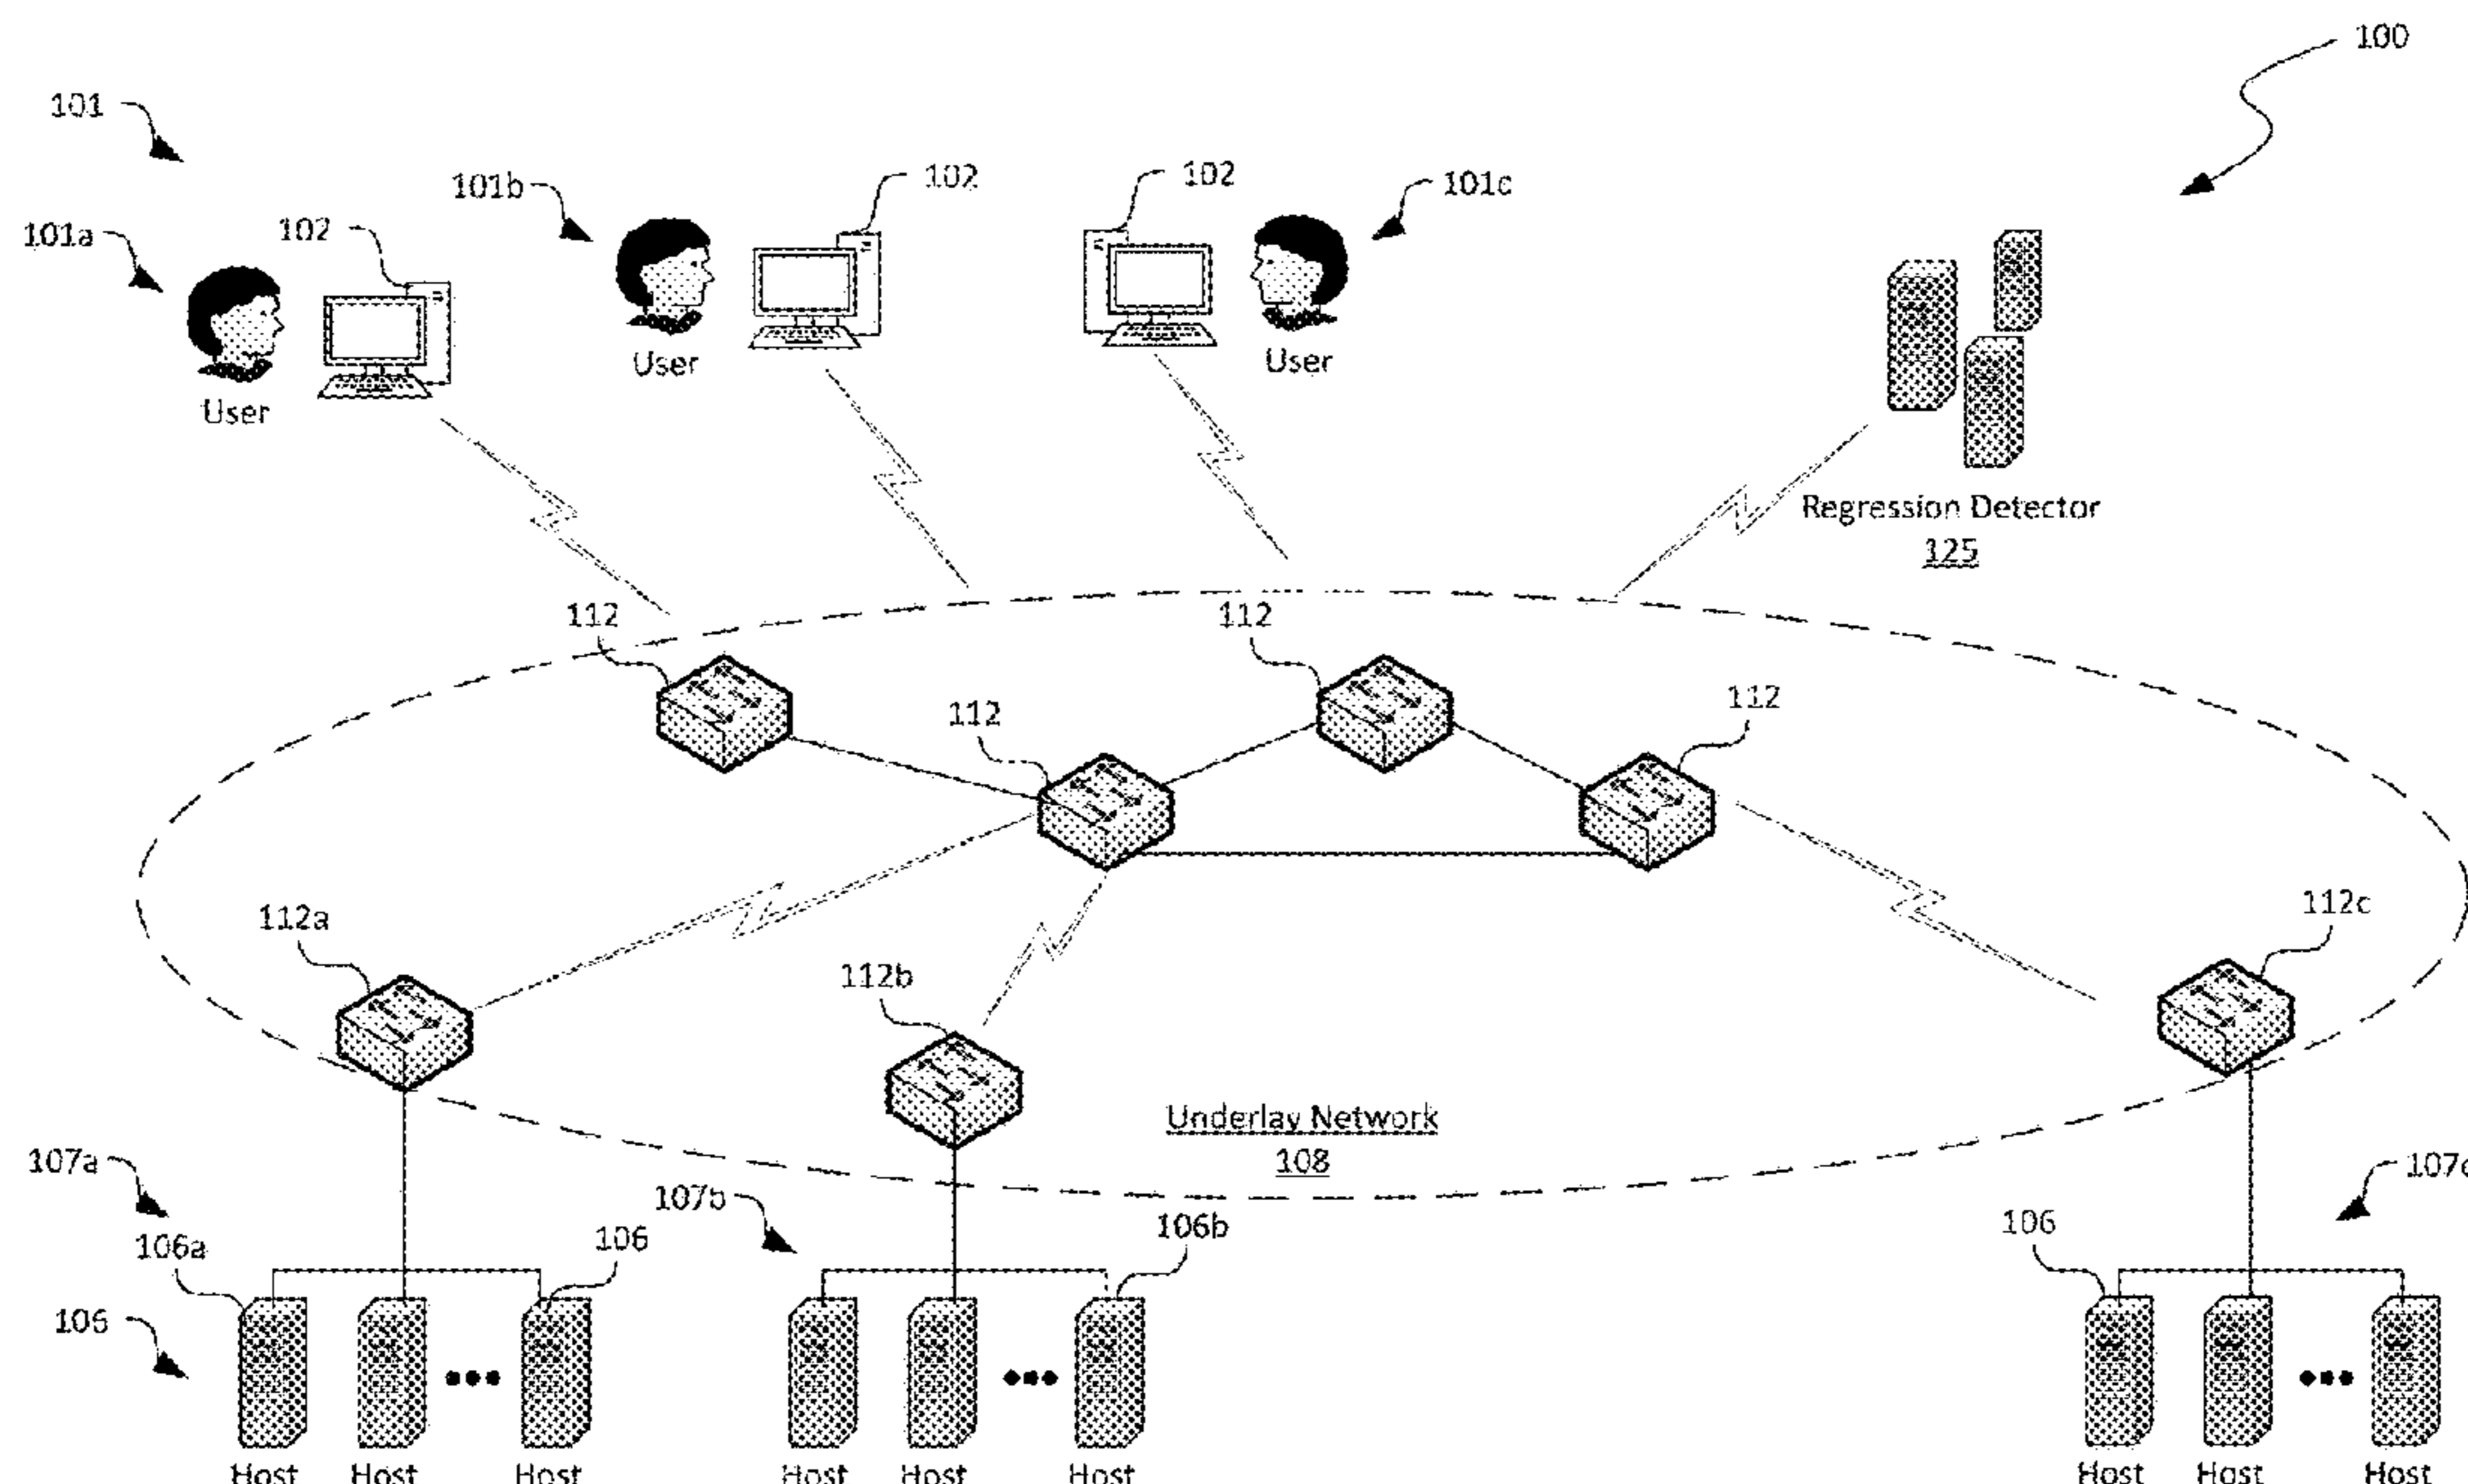 100
101
101b
102
102
101c
101a
102
User
User
User
Regression Detector
125
112
112
112
112
112a
112c
112b
Underlay Network
108
107a
107b
107c
106a
106
106b
106
106
Host
Host
Host
Host
Host
Host
Host
Host
Host